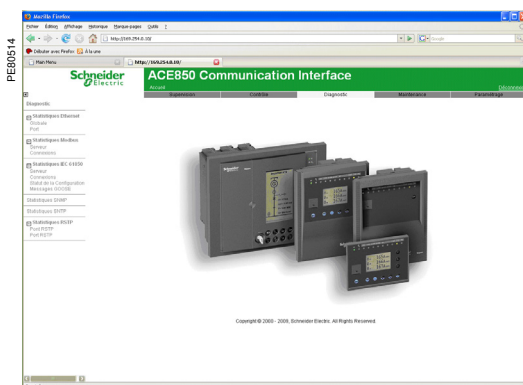 PE80514
Mozilla Firefox
Fichier Edition Affichage Historique Marque-pages Outils ?
http://169.254.0.10/
Google
Débuter avec Firefox À la une
Main Menu
http://169.254.0.10/
Schneider
Electric
ACE850 Communication Interface
Accueil
Déconnexion
Supervision Contrôle Diagnostic Maintenance Paramétrage
Diagnostic
Statistiques Ethernet
Globale
Port
Statistiques Modbus
Serveur
Connexions
Statistiques IEC 61850
Serveur
Connexions
Statut de la Configuration
Messages GOOSE
Statistiques SNMP
Statistiques SNTP
Statistiques RSTP
Pont RSTP
Port RSTP
Copyright © 2000 - 2009, Schneider Electric. All Rights Reserved.